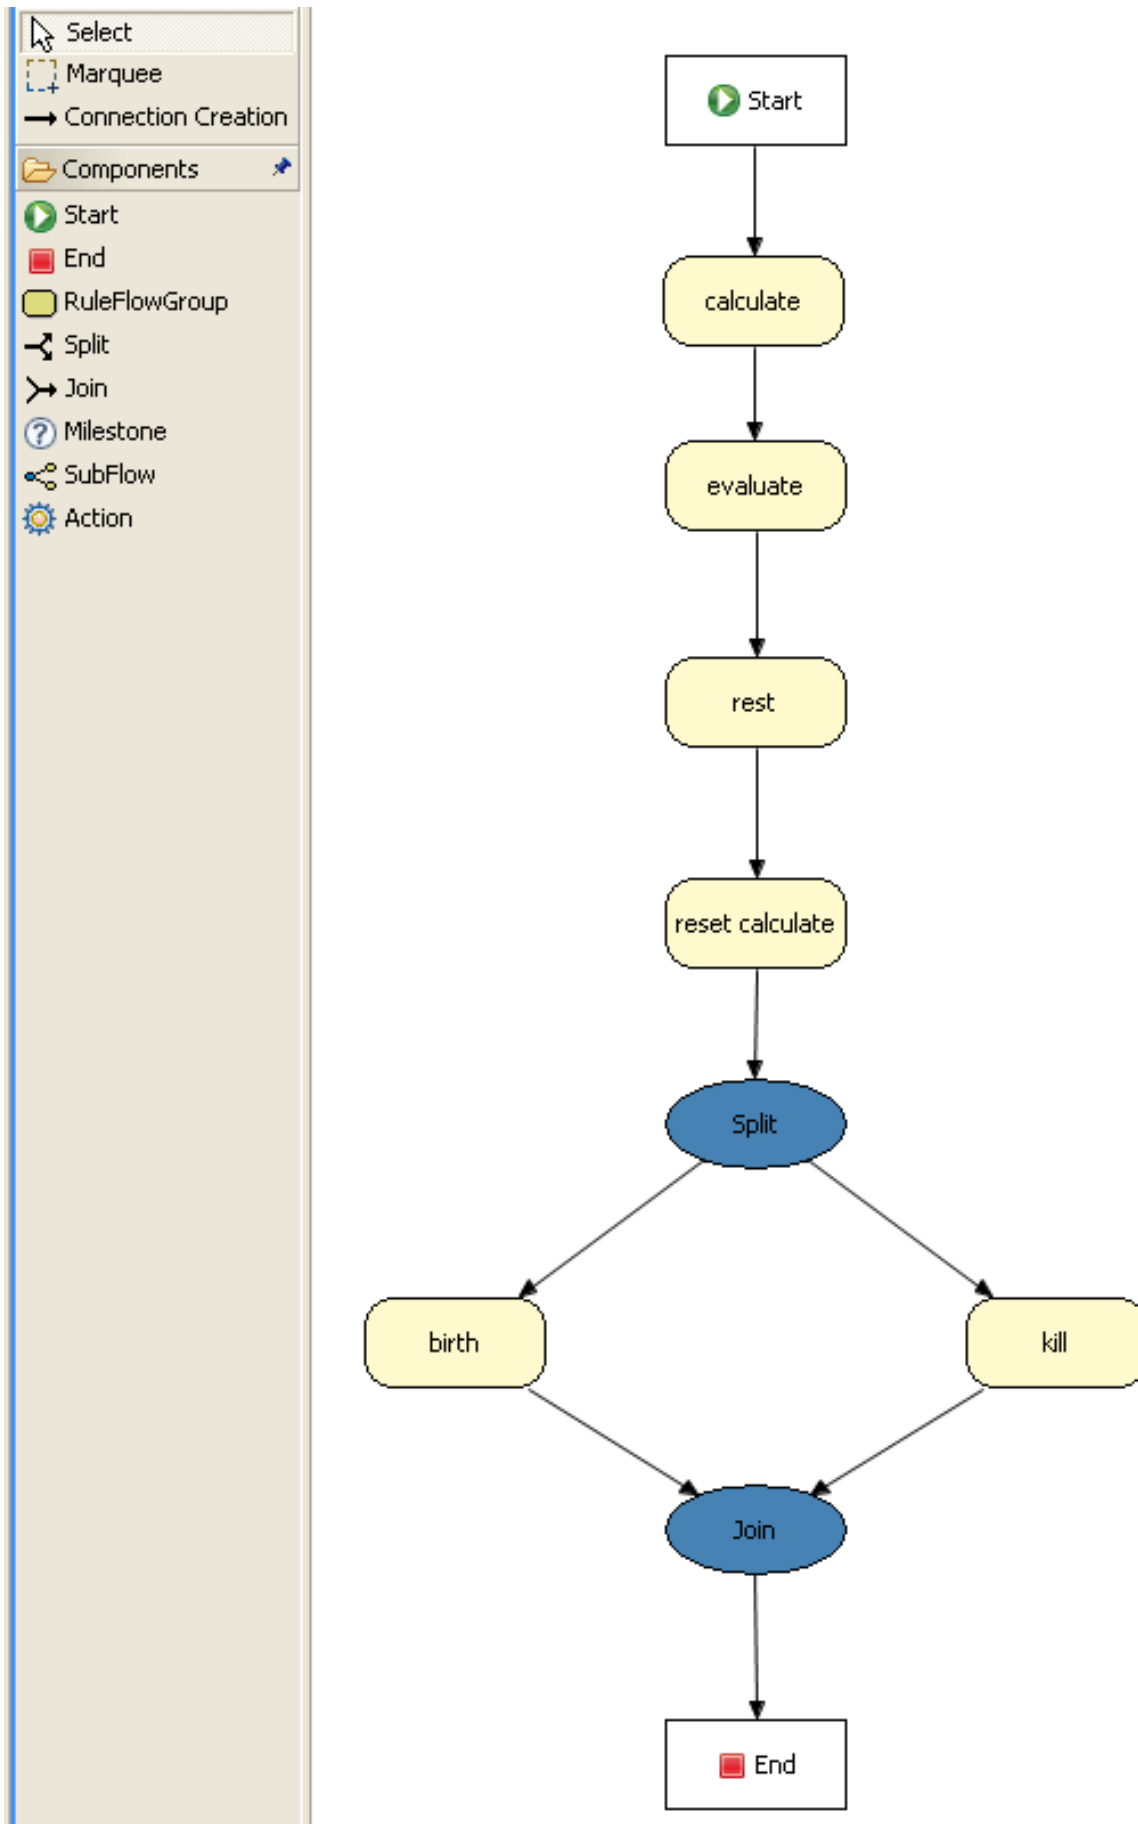 Select
Marquee
Connection Creation
Components
Start
End
RuleFlowGroup
Split
Join
Milestone
SubFlow
Action
Start
calculate
evaluate
rest
reset calculate
Split
birth
kill
Join
End